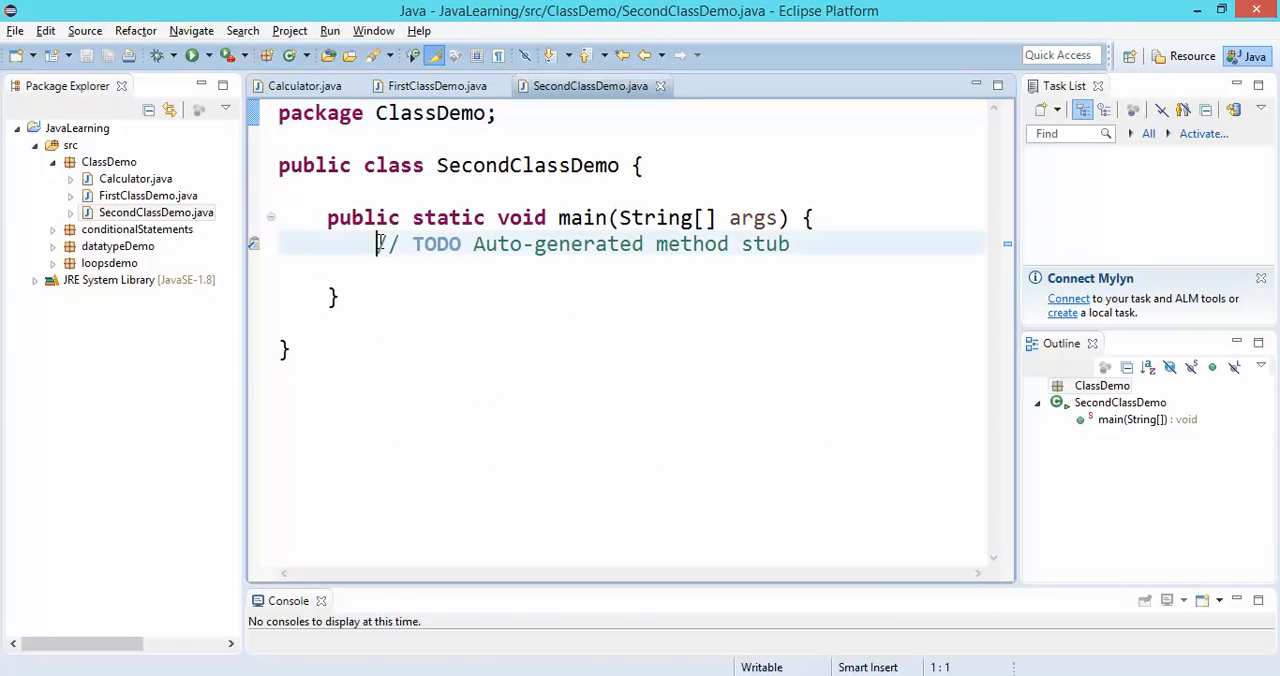 Java - JavaLearning/src/ClassDemo/SecondClassDemo.java - Eclipse Platform
File Edit Source Refactor Navigate Search Project Run Window Help
Quick Access Resource Java
Package Explorer
JavaLearning
src
ClassDemo
Calculator.java
FirstClassDemo.java
SecondClassDemo.java
conditionalStatements
datatypeDemo
loopsdemo
JRE System Library [JavaSE-1.8]
Calculator.java FirstClassDemo.java SecondClassDemo.java
package ClassDemo;
public class SecondClassDemo {
public static void main(String[] args) {
// TODO Auto-generated method stub
}
}
Task List
Find All Activate...
Connect Mylyn
Connect to your task and ALM tools or
create a local task.
Outline
ClassDemo
SecondClassDemo
main(String[]) : void
Console
No consoles to display at this time.
Writable Smart Insert 1 : 1